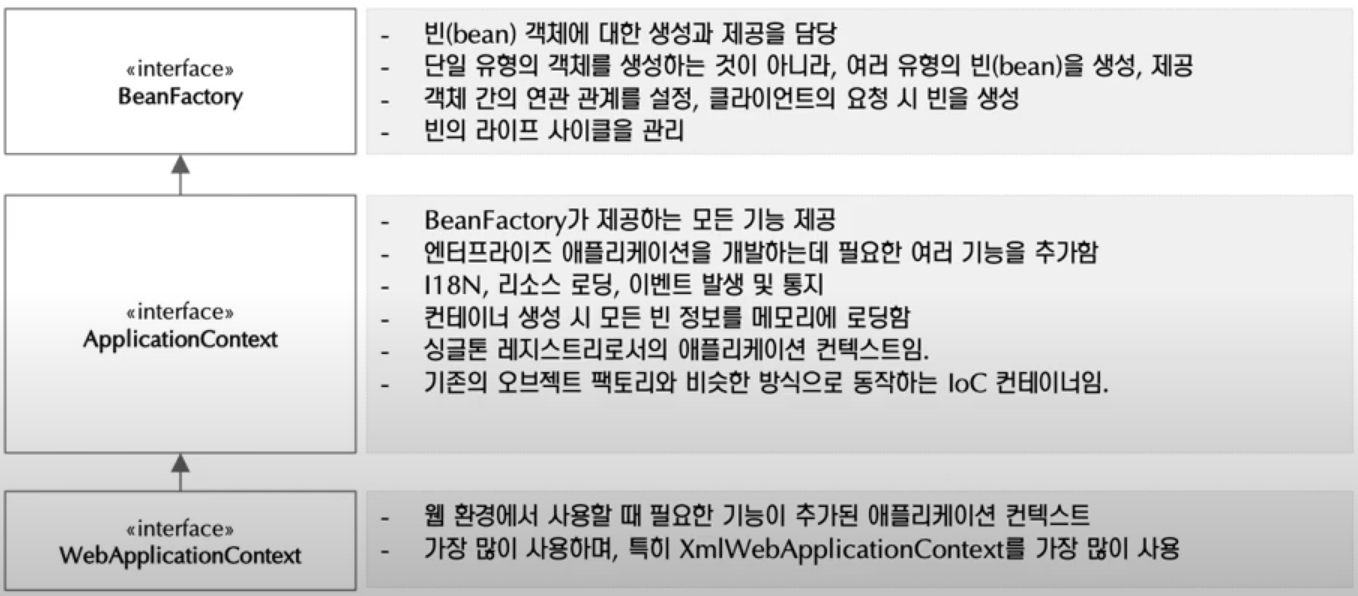 «interface»
BeanFactory
- 빈(bean) 객체에 대한 생성과 제공을 담당
- 단일 유형의 객체를 생성하는 것이 아니라, 여러 유형의 빈(bean)을 생성, 제공
- 객체 간의 연관 관계를 설정, 클라이언트의 요청 시 빈을 생성
- 빈의 라이프 사이클을 관리
«interface»
ApplicationContext
- BeanFactory가 제공하는 모든 기능 제공
- 엔터프라이즈 애플리케이션을 개발하는데 필요한 여러 기능을 추가함
- I18N, 리소스 로딩, 이벤트 발생 및 통지
- 컨테이너 생성 시 모든 빈 정보를 메모리에 로딩함
- 싱글톤 레지스트리로서의 애플리케이션 컨텍스트임.
- 기존의 오브젝트 팩토리와 비슷한 방식으로 동작하는 IoC 컨테이너임.
«interface»
WebApplicationContext
- 웹 환경에서 사용할 때 필요한 기능이 추가된 애플리케이션 컨텍스트
- 가장 많이 사용하며, 특히 XmlWebApplicationContext를 가장 많이 사용